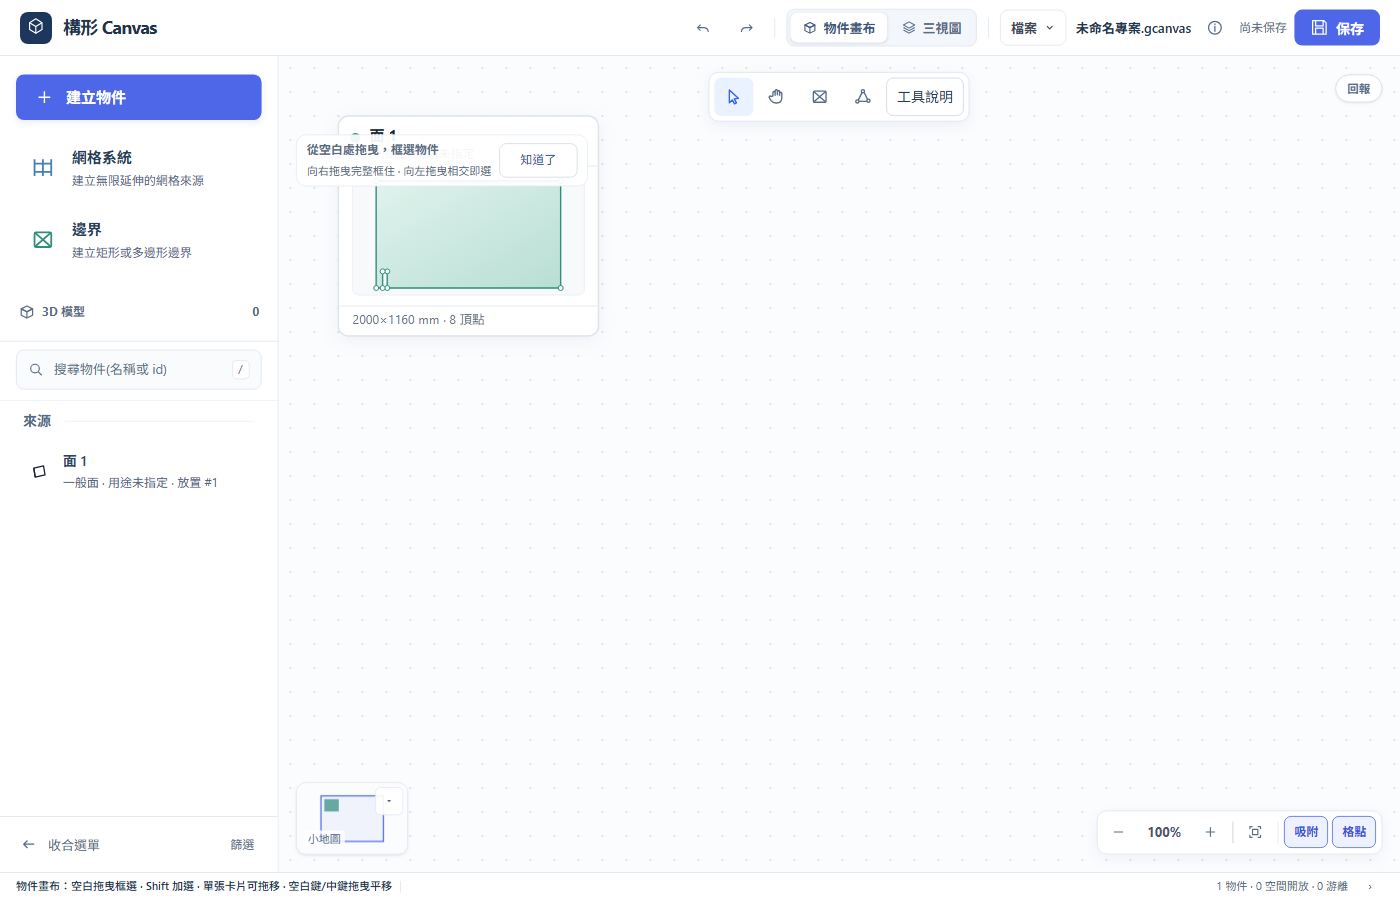 構形 Canvas
物件畫布
三視圖
檔案
未命名專案.gcanvas
尚未保存
保存
建立物件
網格系統
建立無限延伸的網格來源
邊界
建立矩形或多邊形邊界
3D 模型
0
搜尋物件(名稱或 id)
/
來源
面 1
一般面 · 用途未指定 · 放置 #1
收合選單
篩選
工具說明
回報
面 1
從空白處拖曳，框選物件
向右拖曳完整框住 · 向左拖曳相交即選
知道了
2000×1160 mm · 8 頂點
小地圖
100%
吸附
格點
物件畫布：空白拖曳框選 · Shift 加選 · 單張卡片可拖移 · 空白鍵/中鍵拖曳平移
1 物件 · 0 空間開放 · 0 游離